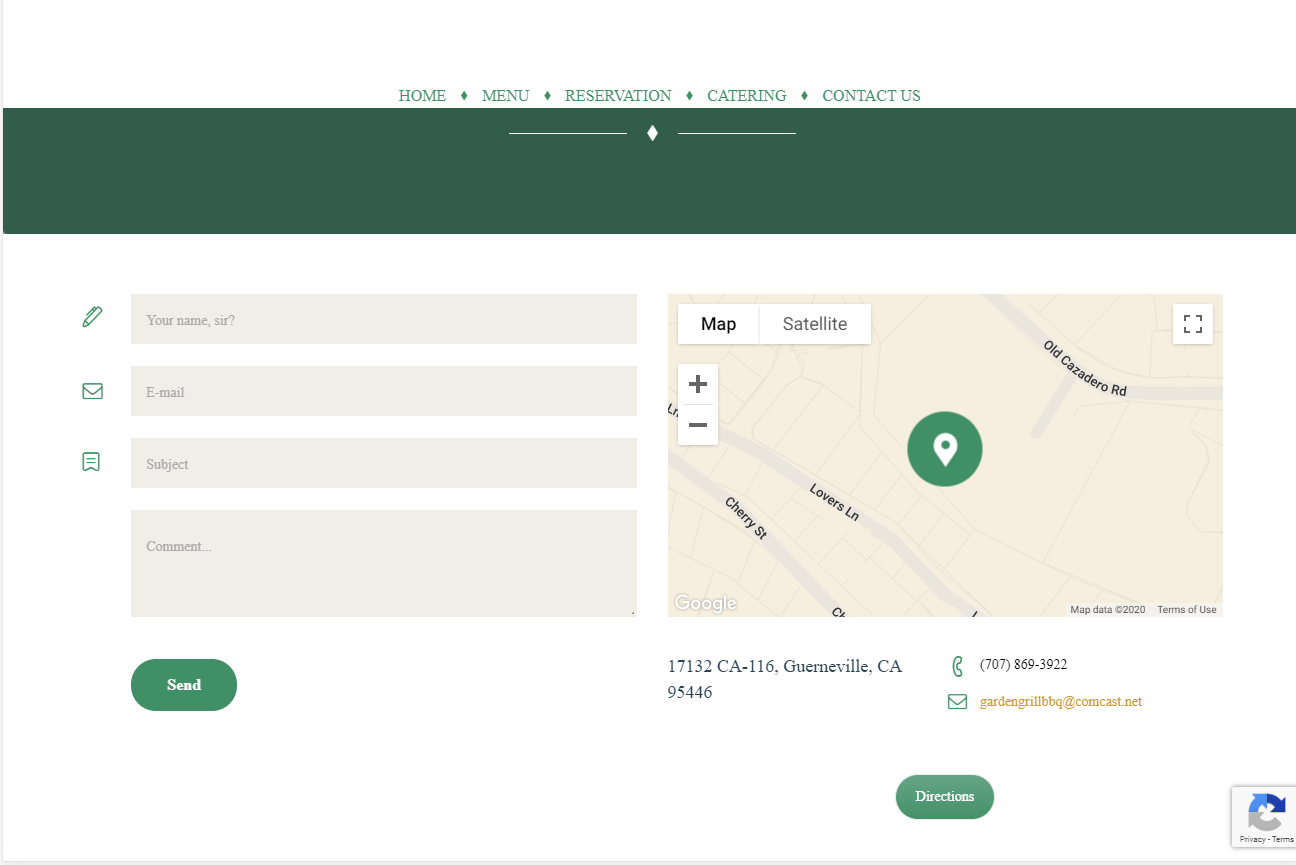 HOME ♦ MENU ♦ RESERVATION ♦ CATERING ♦ CONTACT US
Your name, sir?
E-mail
Subject
Comment...
Send
Map
Satellite
Old Cazadero Rd
Ln
Lovers Ln
Cherry St
Ch
L
Google
Map data ©2020
Terms of Use
17132 CA-116, Guerneville, CA
95446
(707) 869-3922
gardengrillbbq@comcast.net
Directions
Privacy - Terms